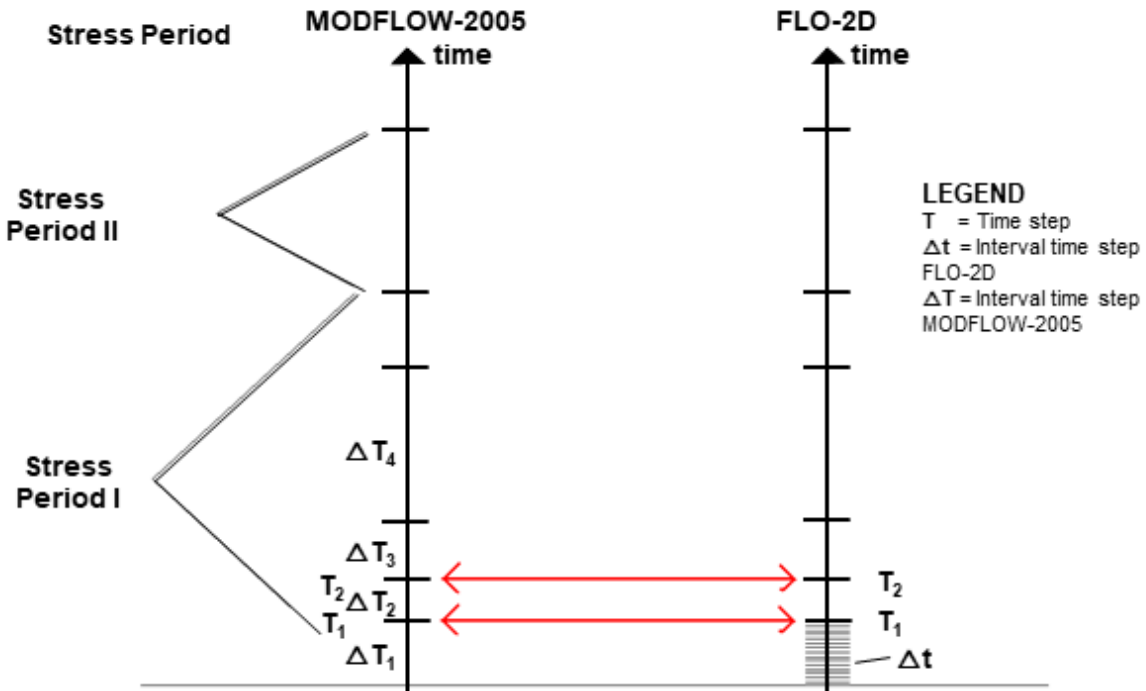 Stress Period
MODFLOW-2005
FLO-2D
time
time
Stress
Period II
Stress
Period I
LEGEND
T = Time step
Δt = Interval time step
FLO-2D
ΔT = Interval time step
MODFLOW-2005
ΔT₄
ΔT₃
T₂
ΔT₂
T₁
ΔT₁
T₂
T₁
Δt